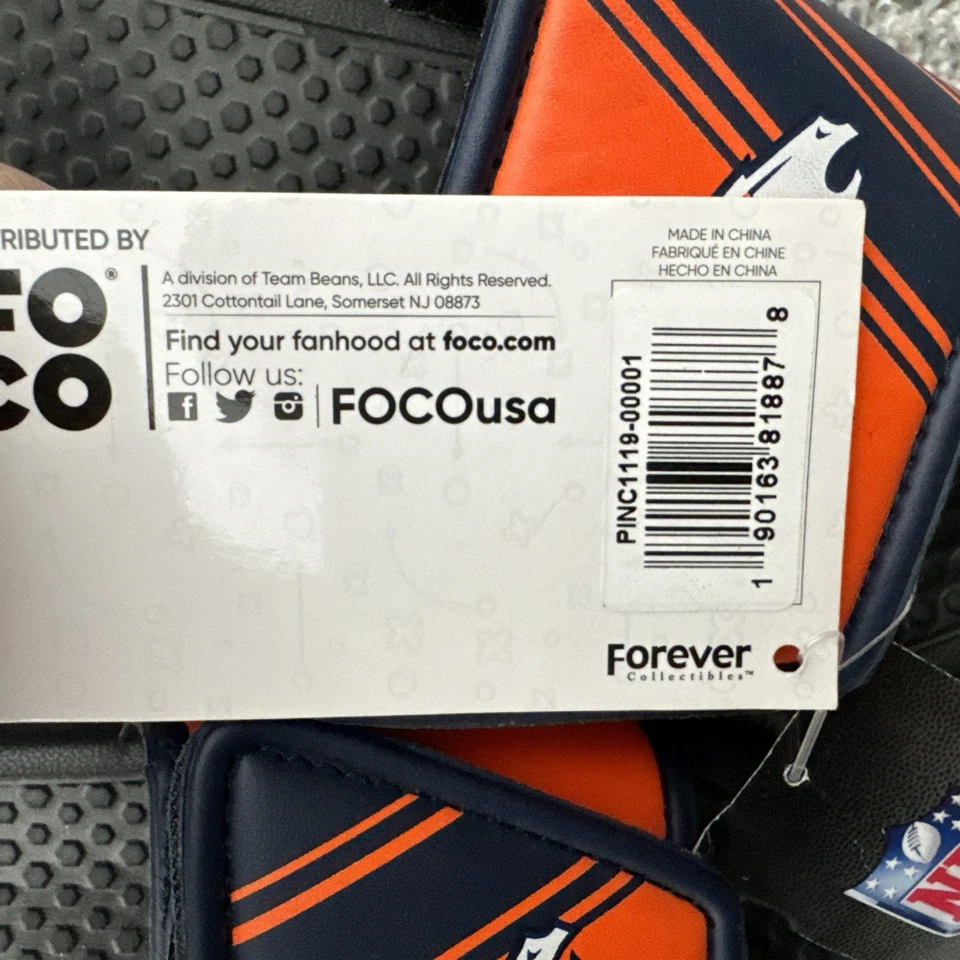 RIBUTED BY
FO®
CO
A division of Team Beans, LLC. All Rights Reserved.
2301 Cottontail Lane, Somerset NJ 08873
Find your fanhood at foco.com
Follow us:
f FOCOusa
MADE IN CHINA
FABRIQUÉ EN CHINE
HECHO EN CHINA
PINC1119-00001
1 90163 81887 8
Forever
Collectibles™
N